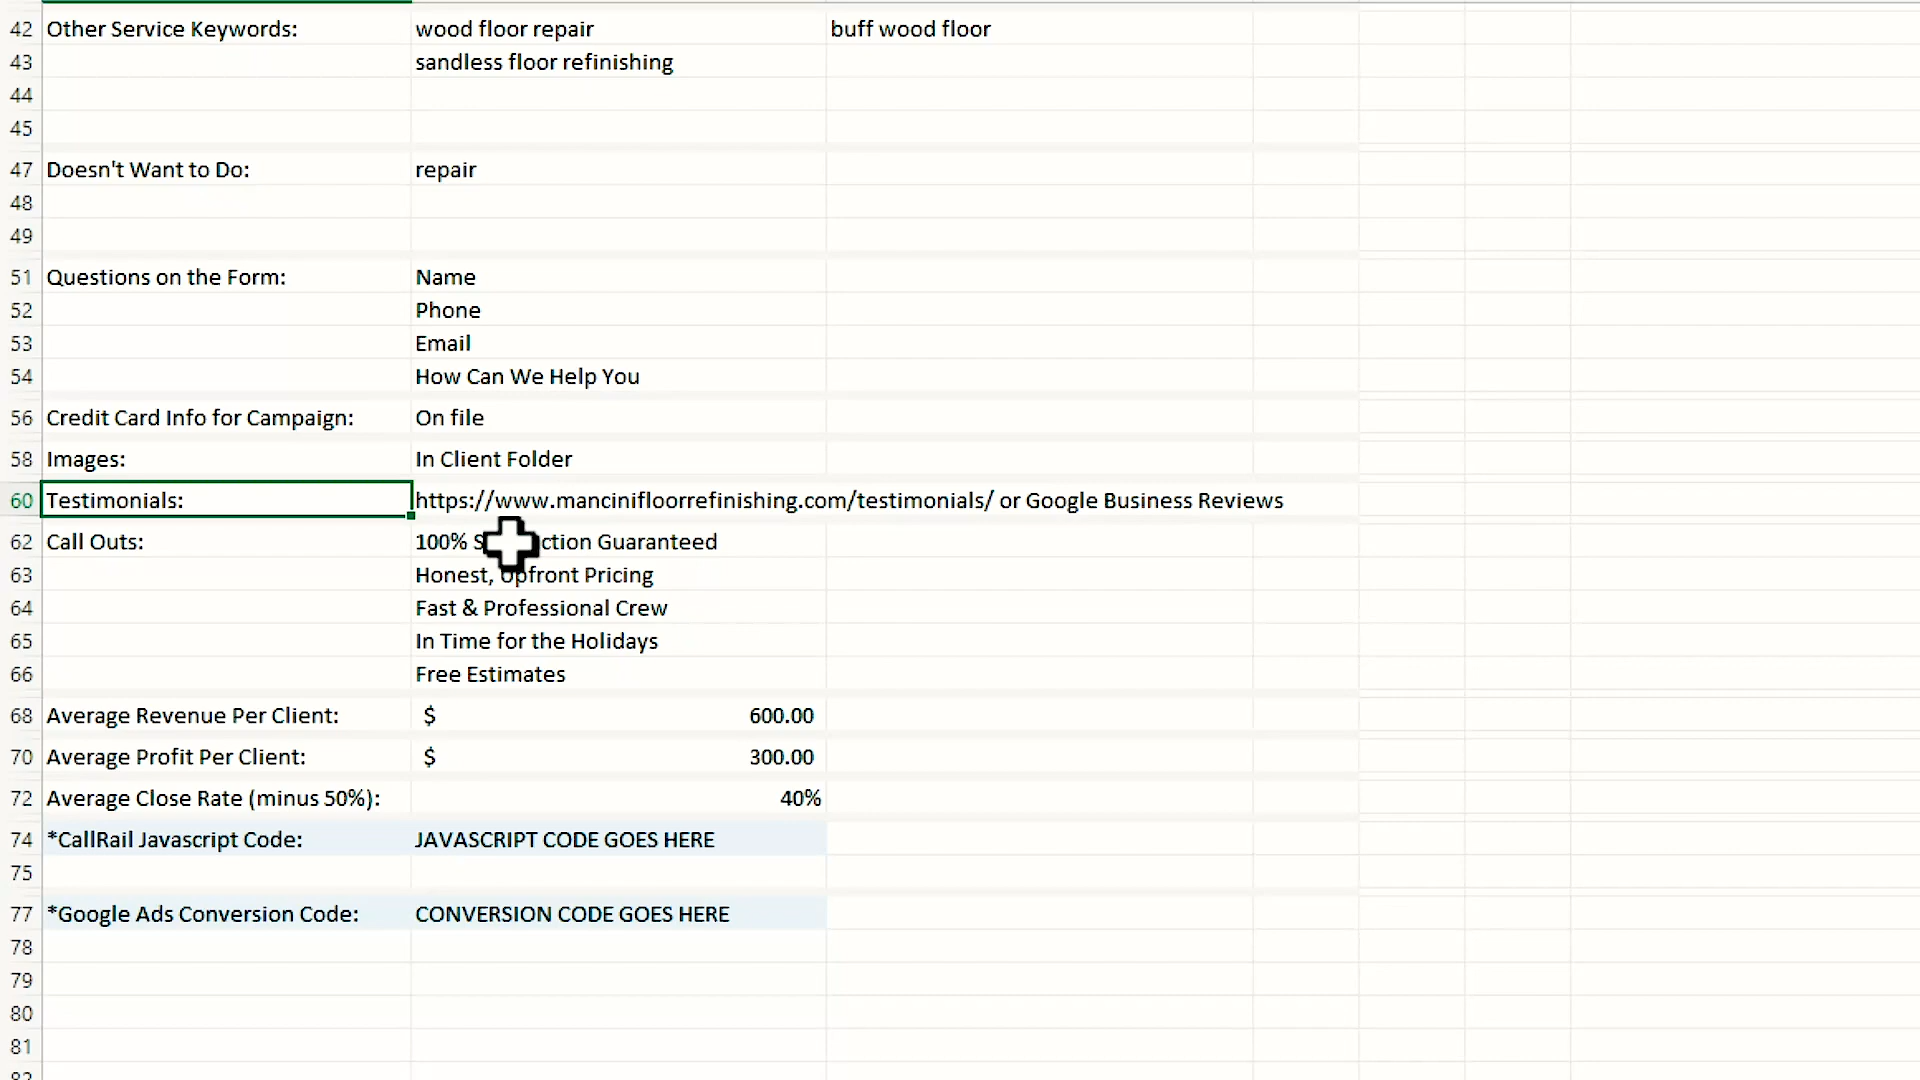 42 Other Service Keywords: wood floor repair buff wood floor
43 sandless floor refinishing
44
45
47 Doesn't Want to Do: repair
48
49
51 Questions on the Form: Name
52 Phone
53 Email
54 How Can We Help You
56 Credit Card Info for Campaign: On file
58 Images: In Client Folder
60 Testimonials: https://www.mancinifloorrefinishing.com/testimonials/ or Google Business Reviews
62 Call Outs: 100% Guaranteed
63 Honest, Upfront Pricing
64 Fast & Professional Crew
65 In Time for the Holidays
66 Free Estimates
68 Average Revenue Per Client: $ 600.00
70 Average Profit Per Client: $ 300.00
72 Average Close Rate (minus 50%): 40%
74 *CallRail Javascript Code: JAVASCRIPT CODE GOES HERE
75
77 *Google Ads Conversion Code: CONVERSION CODE GOES HERE
78
79
80
81